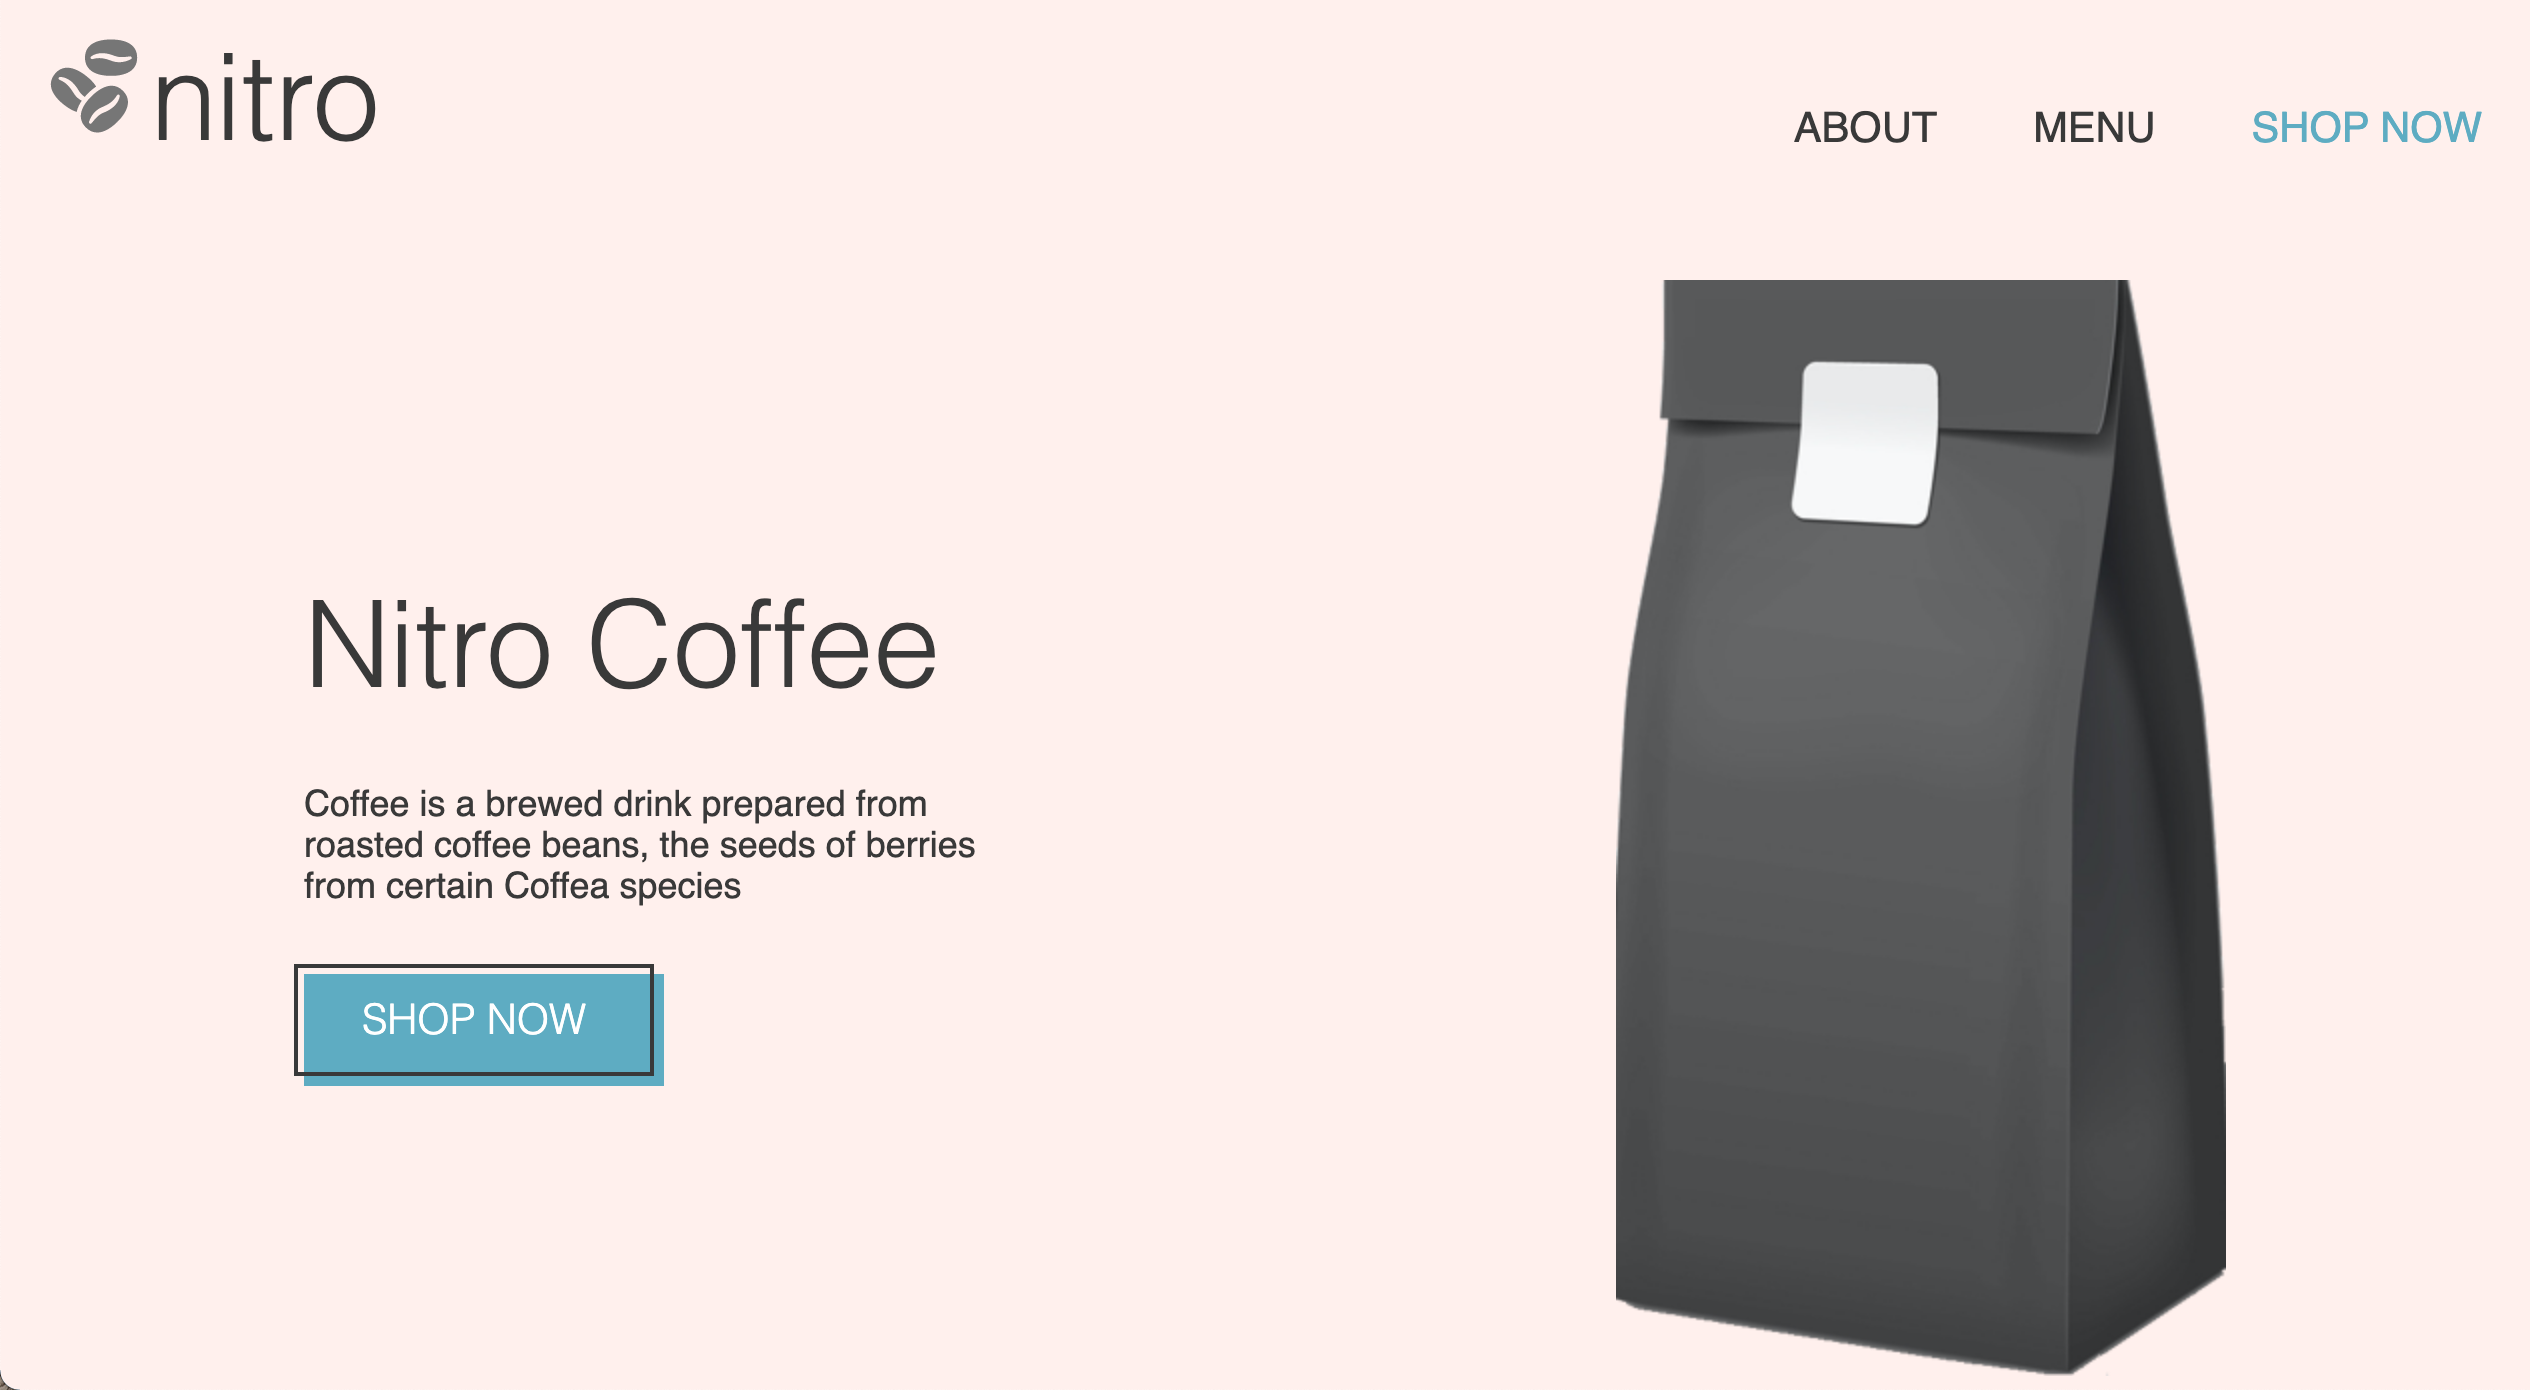 nitro
ABOUT MENU SHOP NOW
Nitro Coffee
Coffee is a brewed drink prepared from
roasted coffee beans, the seeds of berries
from certain Coffea species
SHOP NOW